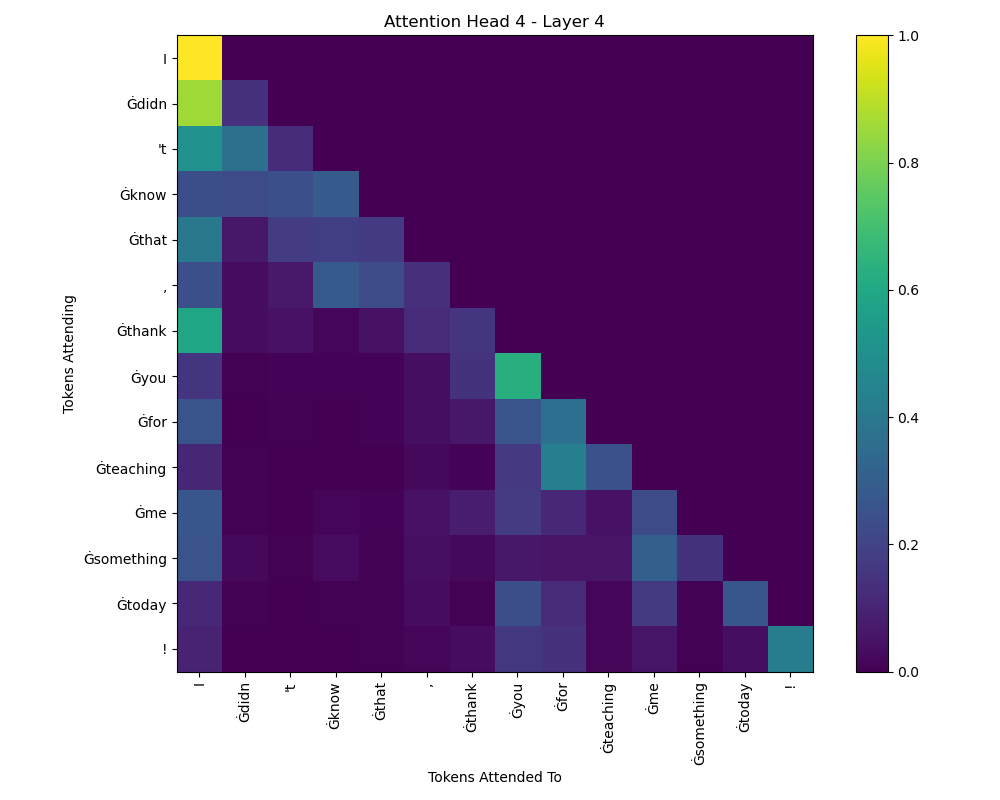 Attention Head 4 - Layer 4
I
Ġdidn
't
Ġknow
Ġthat
,
Ġthank
Ġyou
Ġfor
Ġteaching
Ġme
Ġsomething
Ġtoday
!
Tokens Attending
I
Ġdidn
't
Ġknow
Ġthat
,
Ġthank
Ġyou
Ġfor
Ġteaching
Ġme
Ġsomething
Ġtoday
!
Tokens Attended To
1.0
0.8
0.6
0.4
0.2
0.0